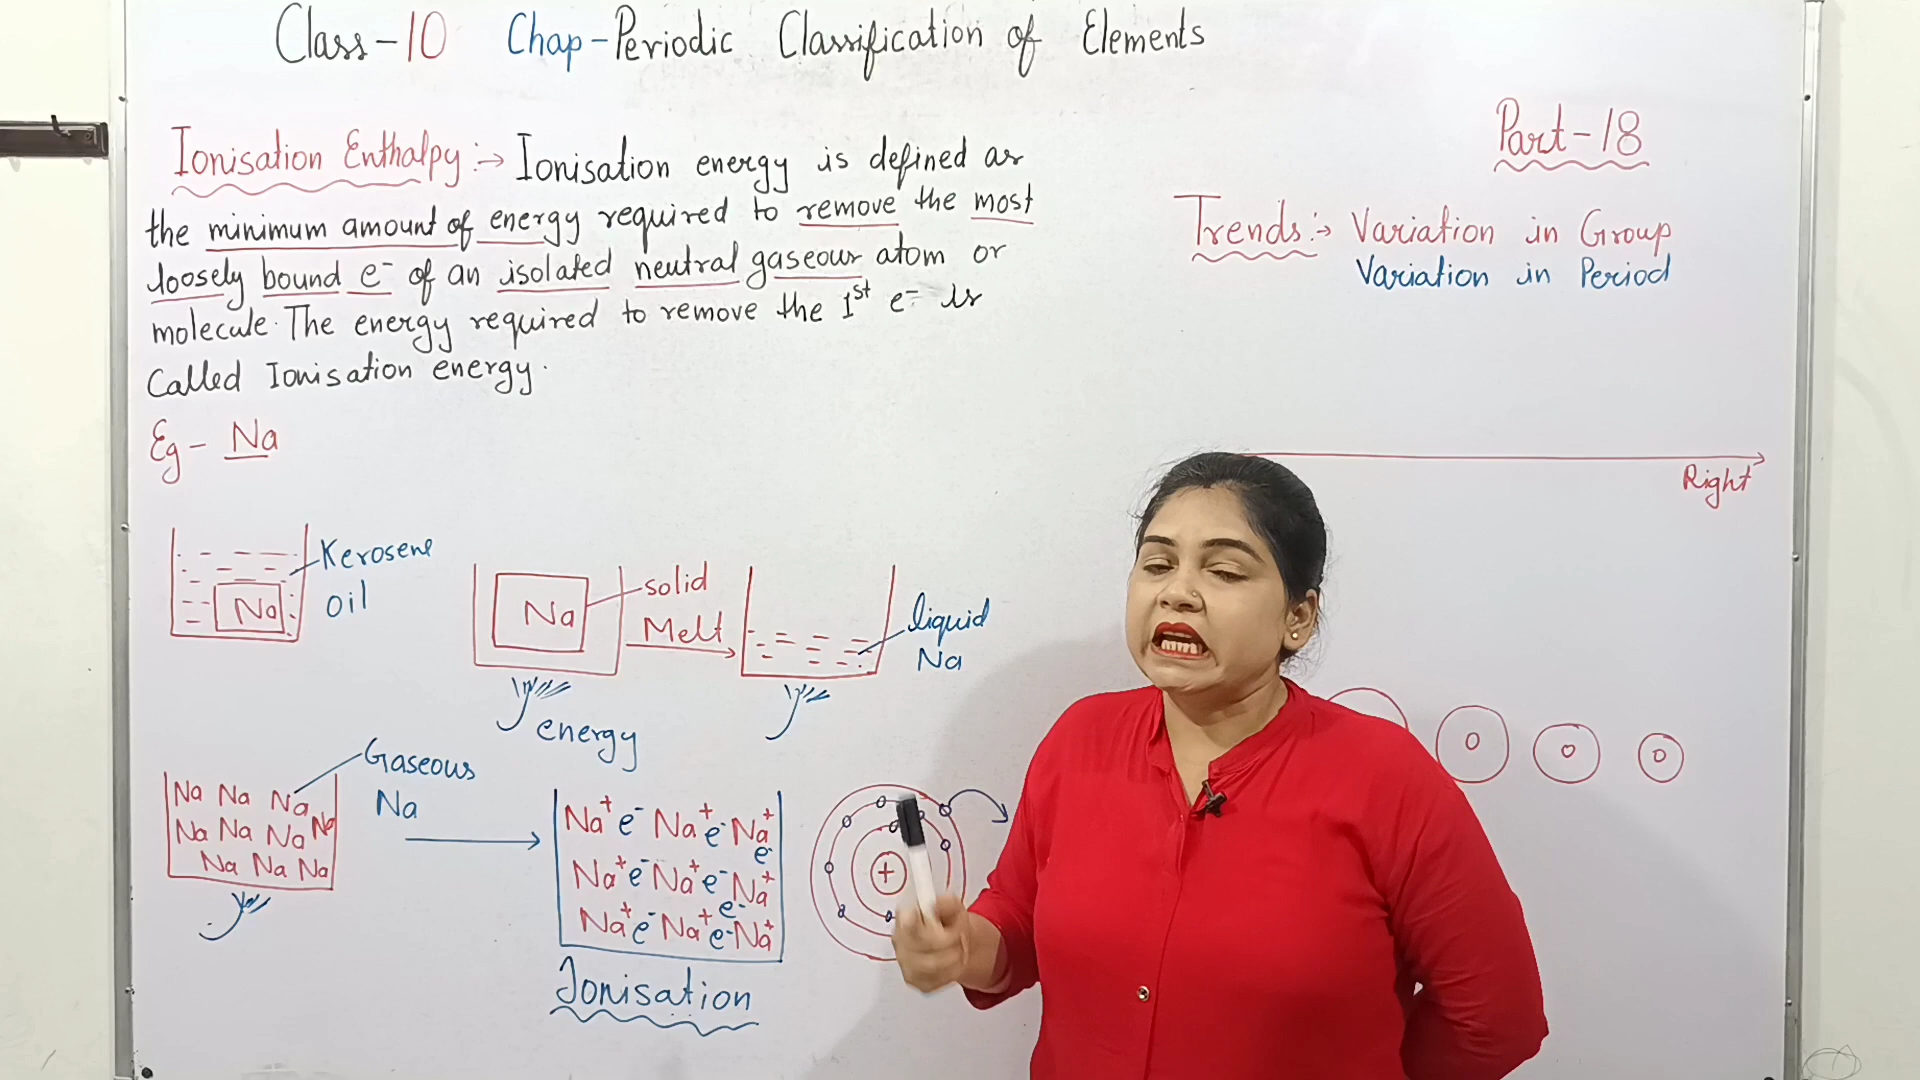 Class-10 Chap-Periodic Classification of Elements
Part-18
Ionisation Enthalpy:→ Ionisation energy is defined as
the minimum amount of energy required to remove the most
loosely bound e⁻ of an isolated neutral gaseous atom or
molecule. The energy required to remove the 1st e⁻ is
Called Ionisation energy.
Trends:→ Variation in Group
Variation in Period
Eg- Na
Right
Kerosene
oil
Na
Na
solid
Melt
liquid
Na
energy
Gaseous
Na
Na Na Na
Na Na Na Na
Na Na Na
Na⁺ e⁻ Na⁺ e⁻ Na⁺
e⁻
Na⁺ e⁻ Na⁺ e⁻ Na⁺
e⁻
Na⁺ e⁻ Na⁺ e⁻ Na⁺
+
Ionisation